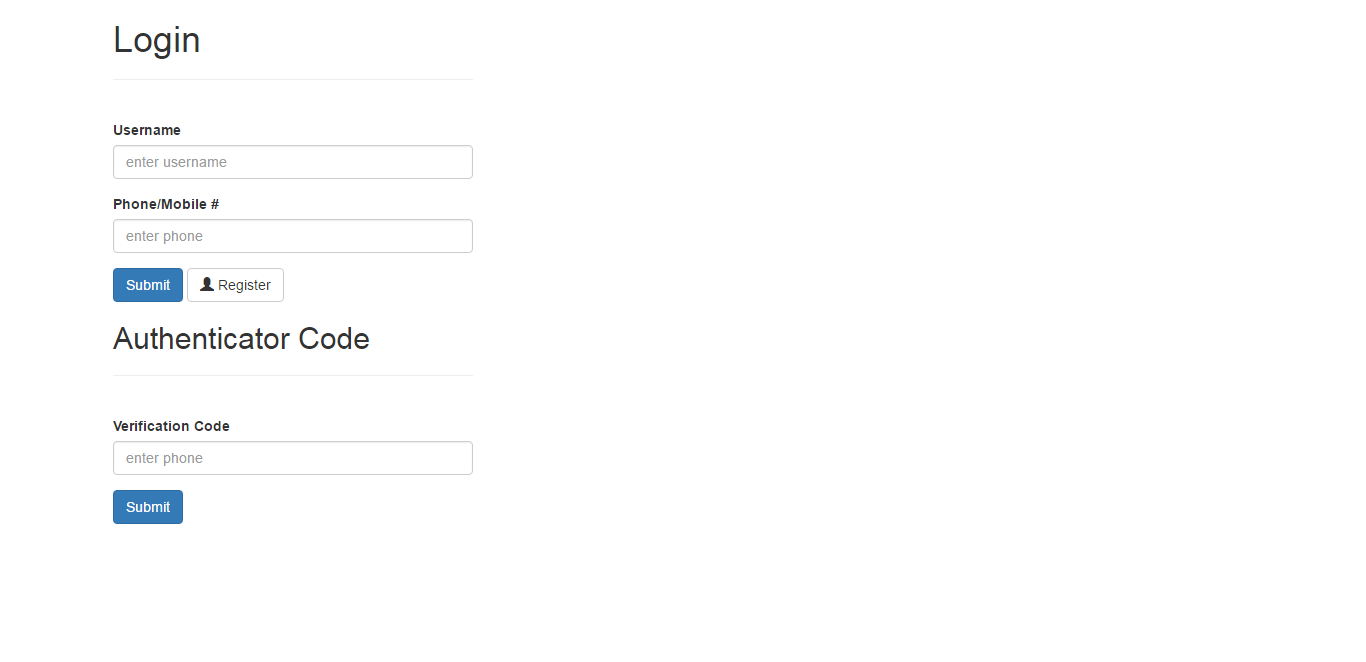 Login
Username
enter username
Phone/Mobile #
enter phone
Submit Register
Authenticator Code
Verification Code
enter phone
Submit